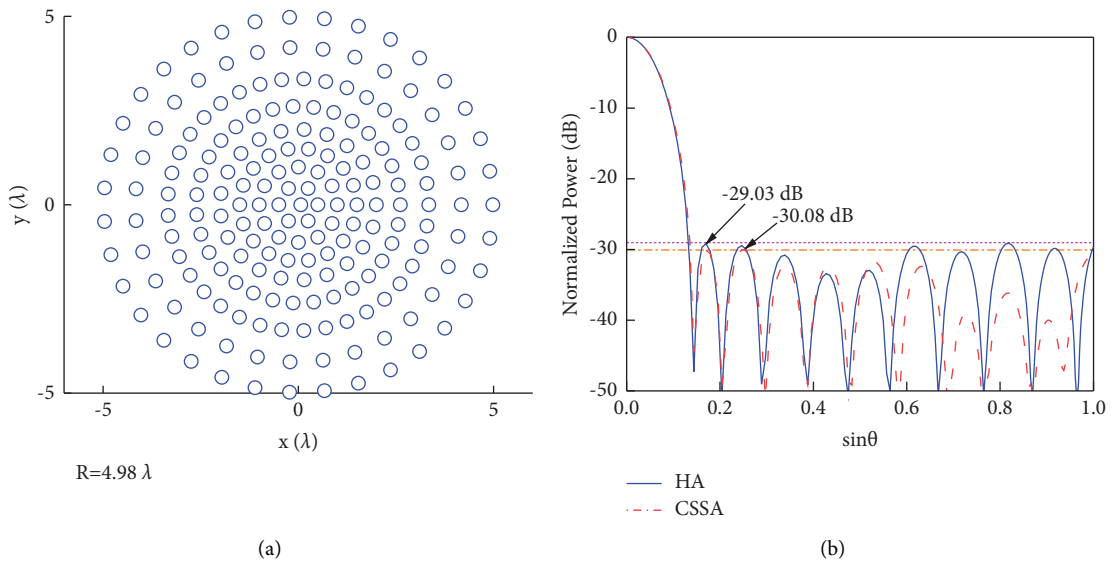 5
0
-5
y (λ)
-5
0
5
x (λ)
R=4.98 λ
(a)
0
-10
-20
-30
-40
-50
Normalized Power (dB)
-29.03 dB
-30.08 dB
0.0
0.2
0.4
0.6
0.8
1.0
sinθ
HA
CSSA
(b)